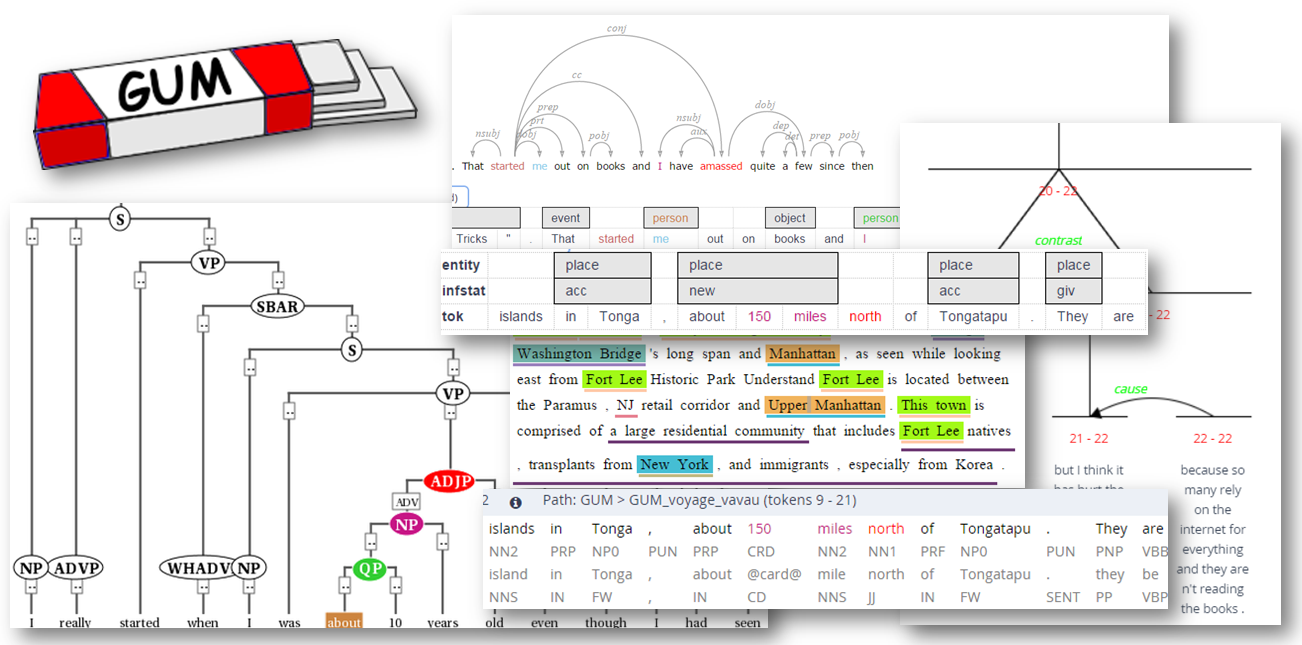 GUM
conj
cc
prep
prt
dobj
nsubj
dobj
pobj
nsubj
aux
dep
det
prep
pobj
. That started me out on books and I have amassed quite a few since then
event person object person
Tricks " . That started me out on books and I
entity place place place place
infstat acc new acc giv
tok islands in Tonga , about 150 miles north of Tongatapu . They are
Washington Bridge 's long span and Manhattan , as seen while looking
east from Fort Lee Historic Park Understand Fort Lee is located between
the Paramus , NJ retail corridor and Upper Manhattan . This town is
comprised of a large residential community that includes Fort Lee natives
, transplants from New York , and immigrants , especially from Korea .
2 Path: GUM > GUM_voyage_vavau (tokens 9 - 21)
islands in Tonga , about 150 miles north of Tongatapu . They are
NN2 PRP NP0 PUN PRP CRD NN2 NN1 PRF NP0 PUN PNP VBB
island in Tonga , about @card@ mile north of Tongatapu . they be
NNS IN FW , IN CD NNS JJ IN FW SENT PP VBP
20 - 22
contrast
- 22
cause
21 - 22
22 - 22
but I think it
because so
many rely
on the
internet for
everything
and they are
n't reading
the books .
S
VP
SBAR
S
VP
ADJP
ADV
NP
QP
NP ADVP WHADV NP
I really started when I was about 10 years old even though I had seen